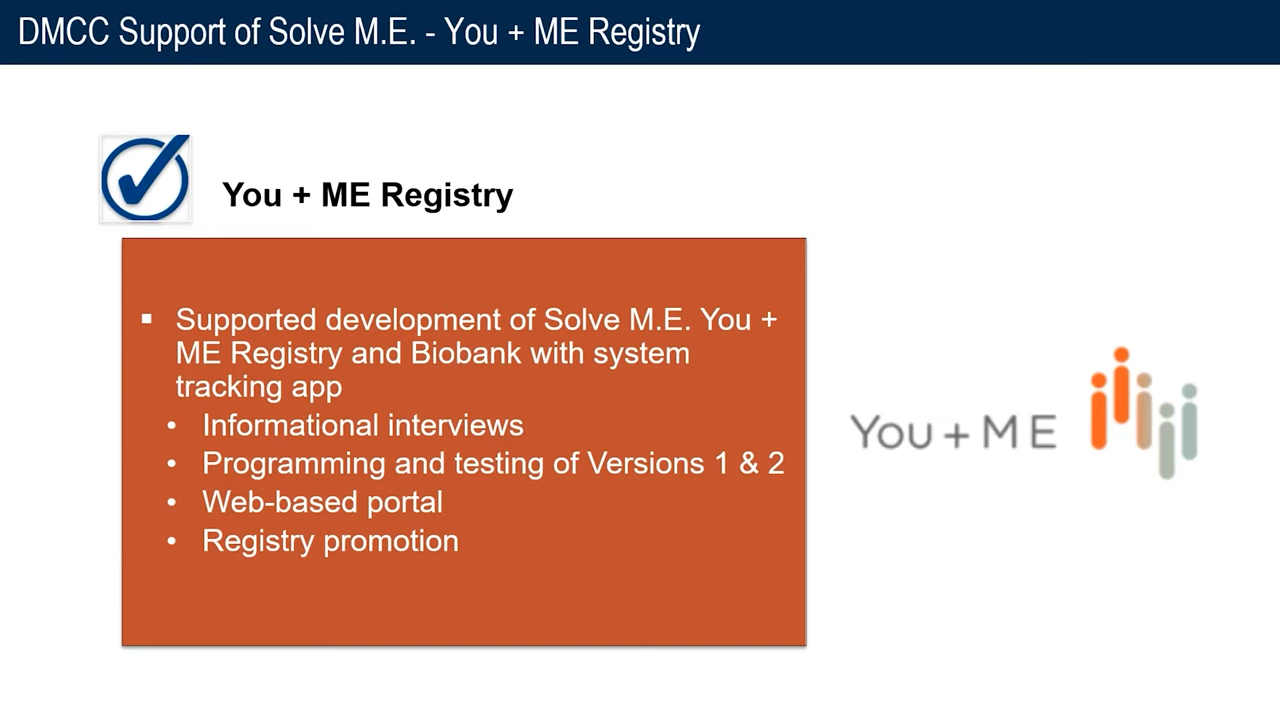 DMCC Support of Solve M.E. - You + ME Registry
You + ME Registry
▪ Supported development of Solve M.E. You +
ME Registry and Biobank with system
tracking app
• Informational interviews
• Programming and testing of Versions 1 & 2
• Web-based portal
• Registry promotion
You + ME